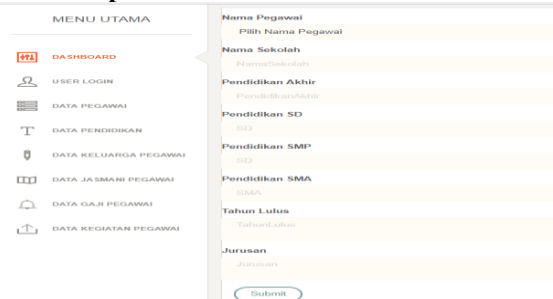 MENU UTAMA
DASHBOARD
USER LOGIN
DATA PEGAWAI
DATA PENDIDIKAN
DATA KELUARGA PEGAWAI
DATA JASMANI PEGAWAI
DATA GAJI PEGAWAI
DATA KEGIATAN PEGAWAI
Nama Pegawai
Pilih Nama Pegawai
Nama Sekolah
NamaSekolah
Pendidikan Akhir
PendidikanAkhir
Pendidikan SD
SD
Pendidikan SMP
SD
Pendidikan SMA
SMA
Tahun Lulus
TahunLulus
Jurusan
Jurusan
Submit